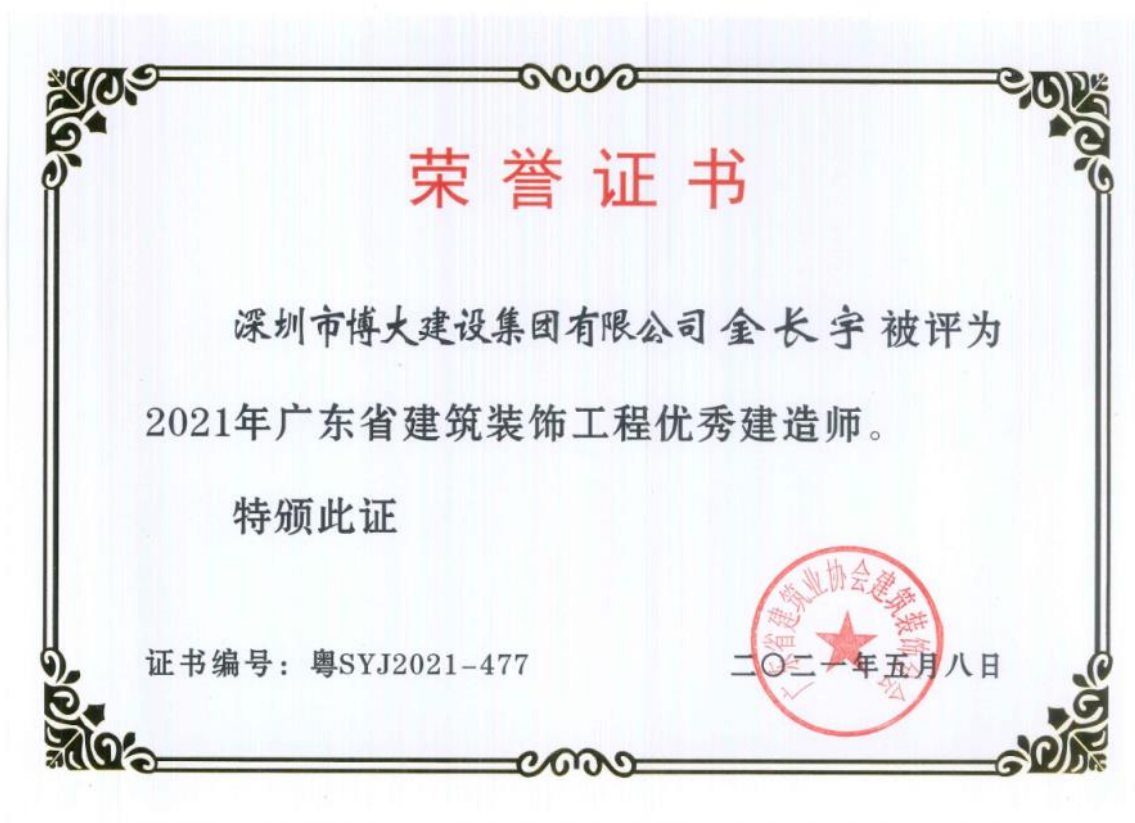 荣誉证书
深圳市博大建设集团有限公司 金长宇 被评为
2021年广东省建筑装饰工程优秀建造师。
特颁此证
广东省建筑业协会建筑装饰分会
证书编号：粤SYJ2021-477
二〇二一年五月八日